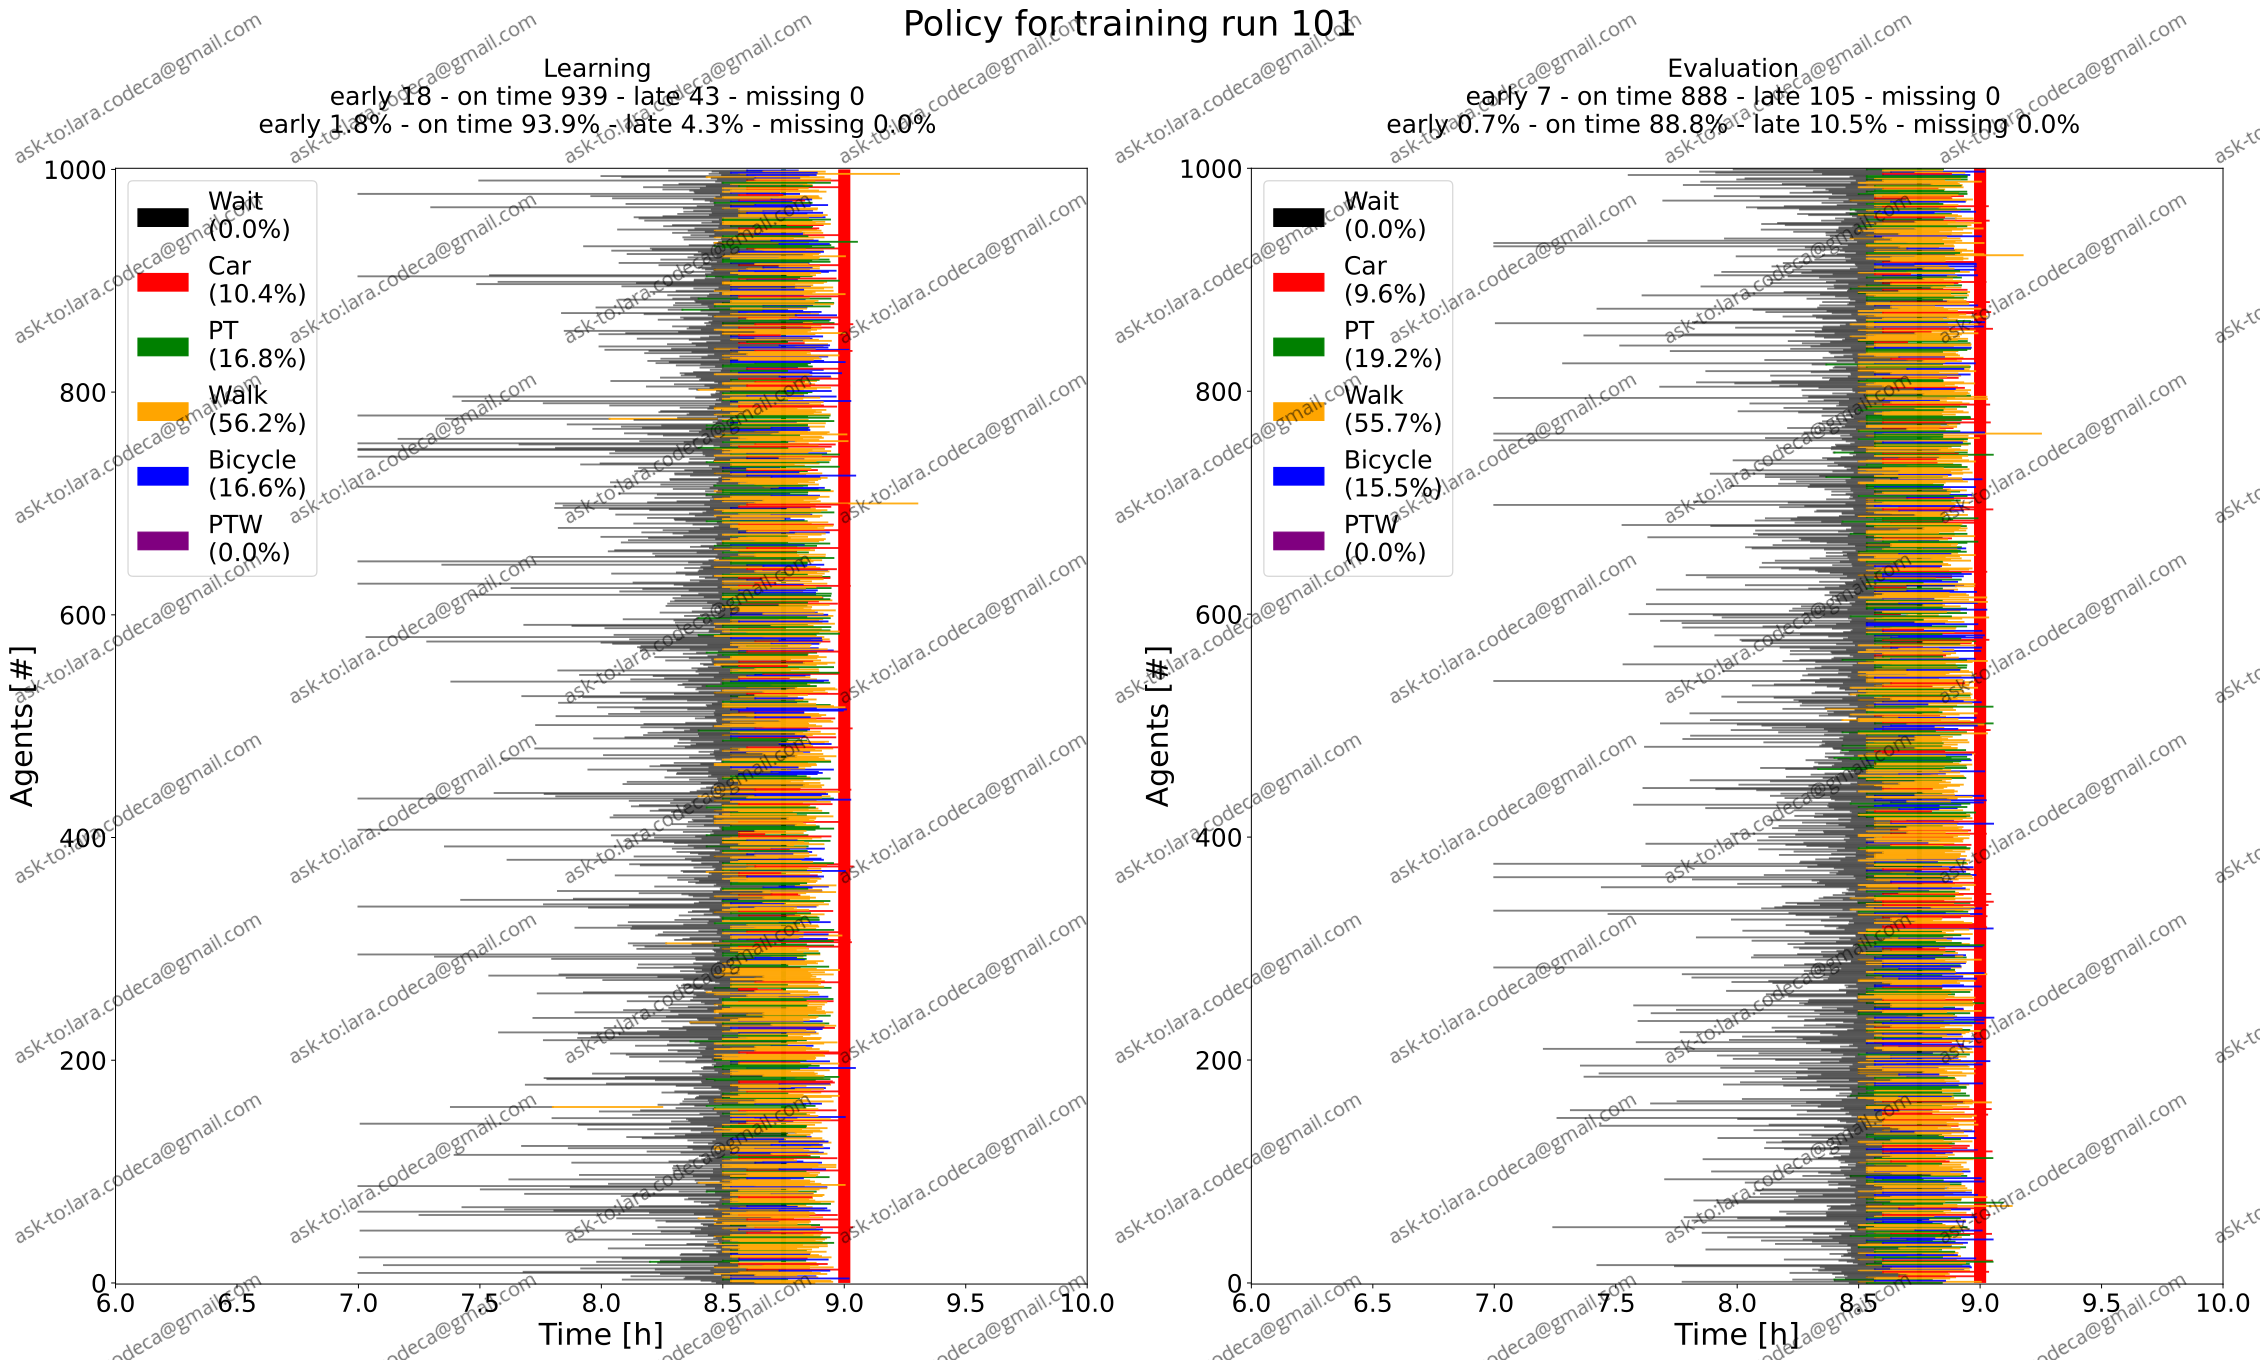 Policy for training run 101
Learning
early 18 - on time 939 - late 43 - missing 0
early 1.8% - on time 93.9% - late 4.3% - missing 0.0%
1000
800
600
400
200
0
Agents [#]
Wait
(0.0%)
Car
(10.4%)
PT
(16.8%)
Walk
(56.2%)
Bicycle
(16.6%)
PTW
(0.0%)
6.0 6.5 7.0 7.5 8.0 8.5 9.0 9.5 10.0
Time [h]
Evaluation
early 7 - on time 888 - late 105 - missing 0
early 0.7% - on time 88.8% - late 10.5% - missing 0.0%
1000
800
600
400
200
0
Agents [#]
Wait
(0.0%)
Car
(9.6%)
PT
(19.2%)
Walk
(55.7%)
Bicycle
(15.5%)
PTW
(0.0%)
6.0 6.5 7.0 7.5 8.0 8.5 9.0 9.5 10.0
Time [h]
ask-to:lara.codeca@gmail.com